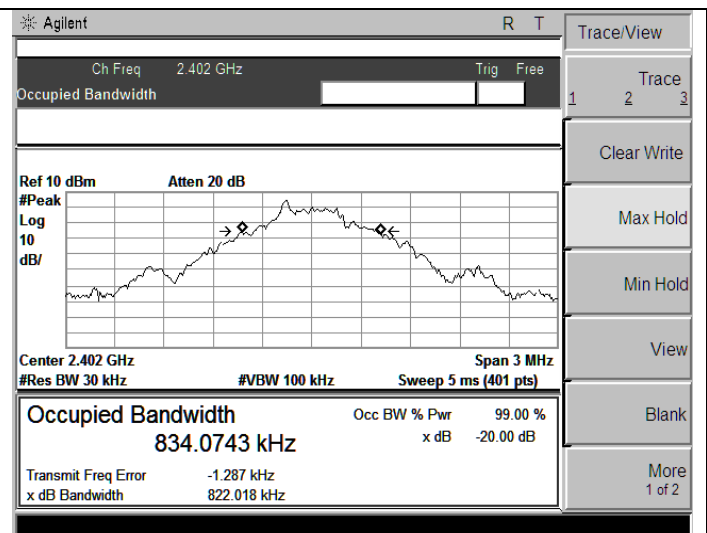 Agilent R T
Ch Freq 2.402 GHz Trig Free
Occupied Bandwidth
Ref 10 dBm Atten 20 dB
#Peak
Log
10
dB/
Center 2.402 GHz Span 3 MHz
#Res BW 30 kHz #VBW 100 kHz Sweep 5 ms (401 pts)
Occupied Bandwidth Occ BW % Pwr 99.00 %
834.0743 kHz x dB -20.00 dB
Transmit Freq Error -1.287 kHz
x dB Bandwidth 822.018 kHz
Trace/View
Trace
1 2 3
Clear Write
Max Hold
Min Hold
View
Blank
More
1 of 2